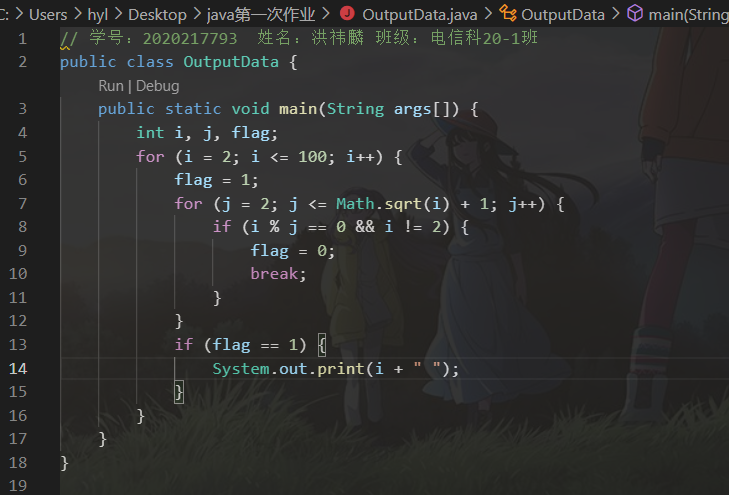 C: > Users > hyl > Desktop > java第一次作业 > J OutputData.java > OutputData > main(String
1 // 学号：2020217793 姓名：洪祎麟 班级：电信科20-1班
2 public class OutputData {
Run | Debug
3 public static void main(String args[]) {
4 int i, j, flag;
5 for (i = 2; i <= 100; i++) {
6 flag = 1;
7 for (j = 2; j <= Math.sqrt(i) + 1; j++) {
8 if (i % j == 0 && i != 2) {
9 flag = 0;
10 break;
11 }
12 }
13 if (flag == 1) {
14 System.out.print(i + " ");
15 }
16 }
17 }
18 }
19